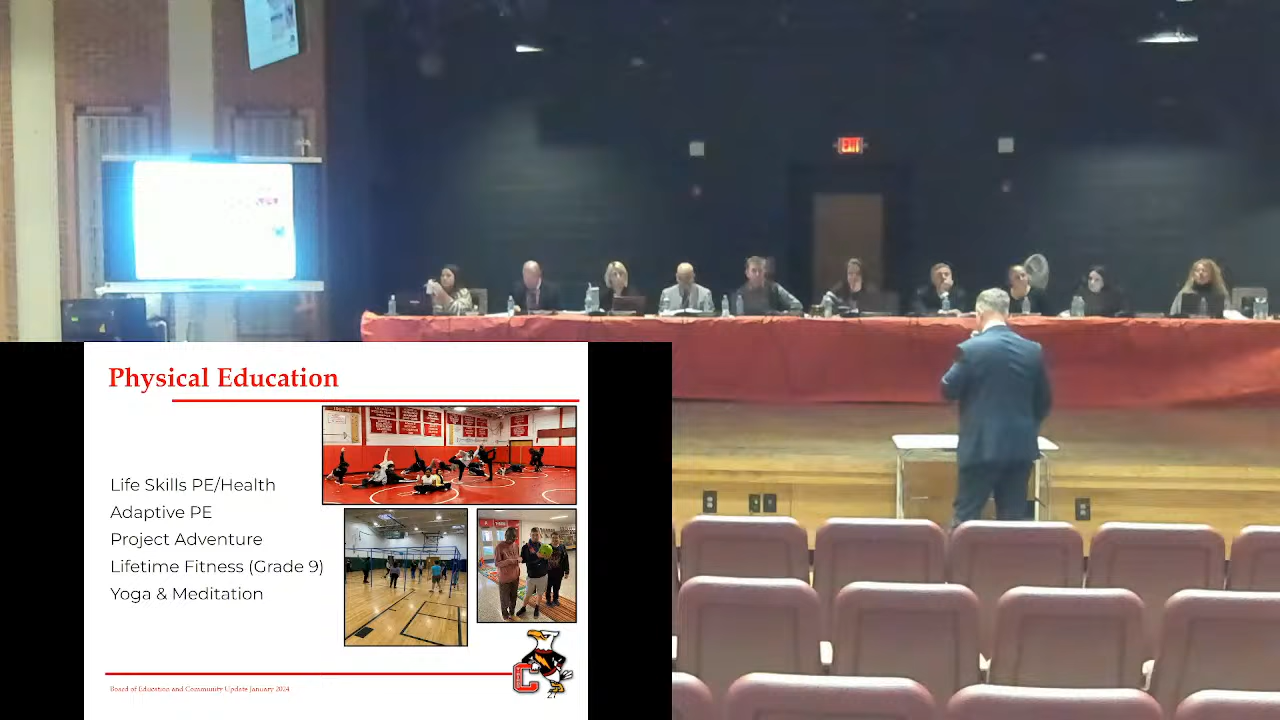 EXIT
Physical Education
Life Skills PE/Health
Adaptive PE
Project Adventure
Lifetime Fitness (Grade 9)
Yoga & Meditation
C
Board of Education and Community Update January 2024
27